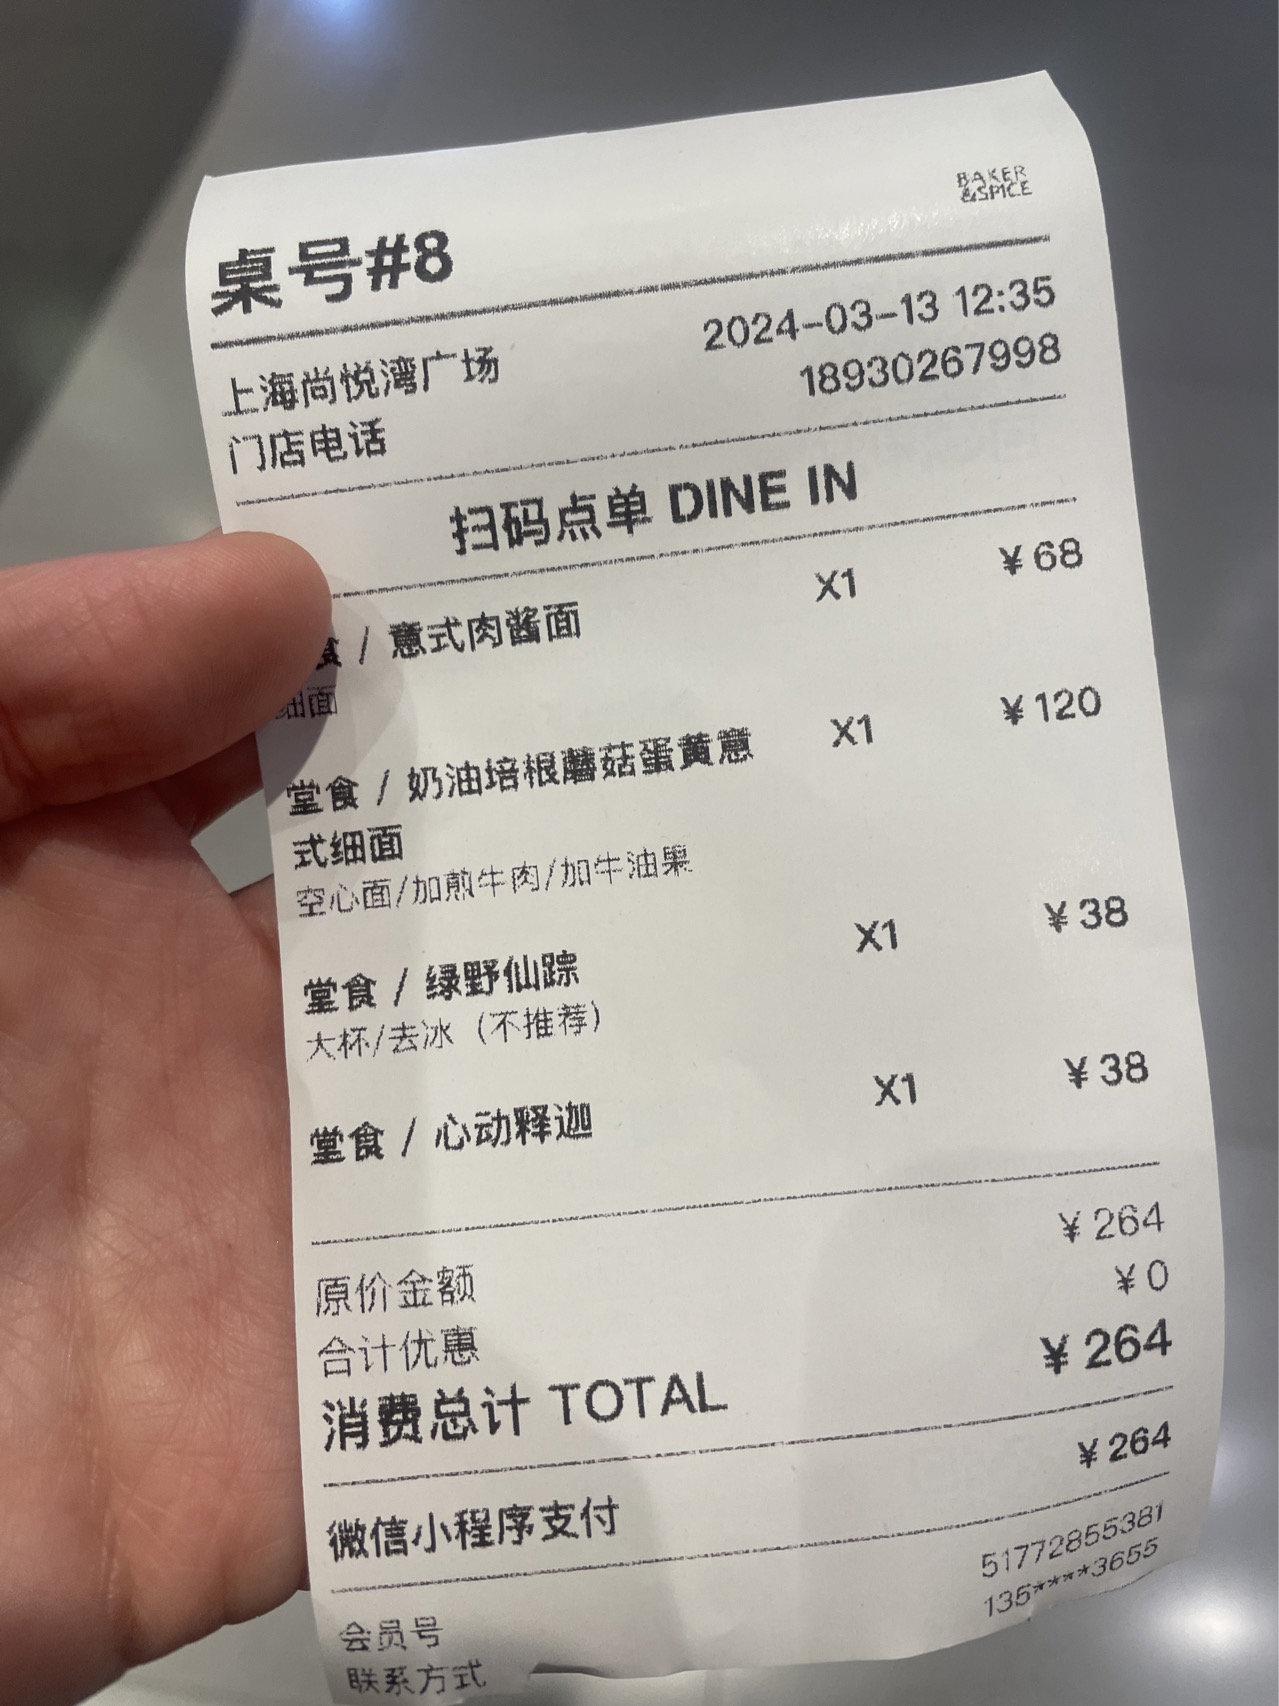 BAKER
&SPICE
桌号#8
上海尚悦湾广场 2024-03-13 12:35
门店电话 18930267998
扫码点单 DINE IN
食 / 意式肉酱面 X1 ¥68
细面
堂食 / 奶油培根蘑菇蛋黄意 X1 ¥120
式细面
空心面/加煎牛肉/加牛油果
堂食 / 绿野仙踪 X1 ¥38
大杯/去冰（不推荐）
堂食 / 心动释迦 X1 ¥38
原价金额 ¥264
合计优惠 ¥0
消费总计 TOTAL ¥264
微信小程序支付 ¥264
会员号 51772855381
联系方式 135****3655